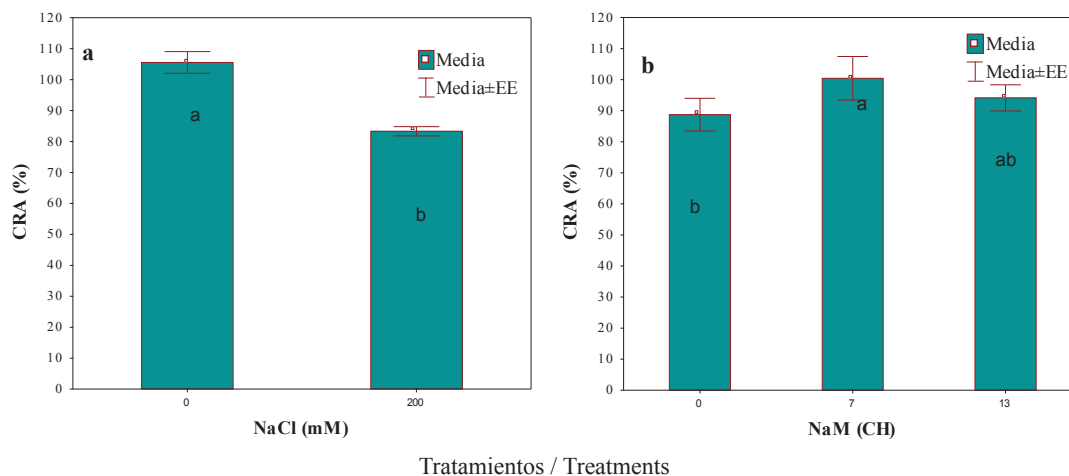 a
120
110
100
90
80
70
60
50
40
30
20
10
0
CRA (%)
Media
Media±EE
a
b
0 200
NaCl (mM)
b
120
110
100
90
80
70
60
50
40
30
20
10
0
CRA (%)
Media
Media±EE
b
a
ab
0 7 13
NaM (CH)
Tratamientos / Treatments